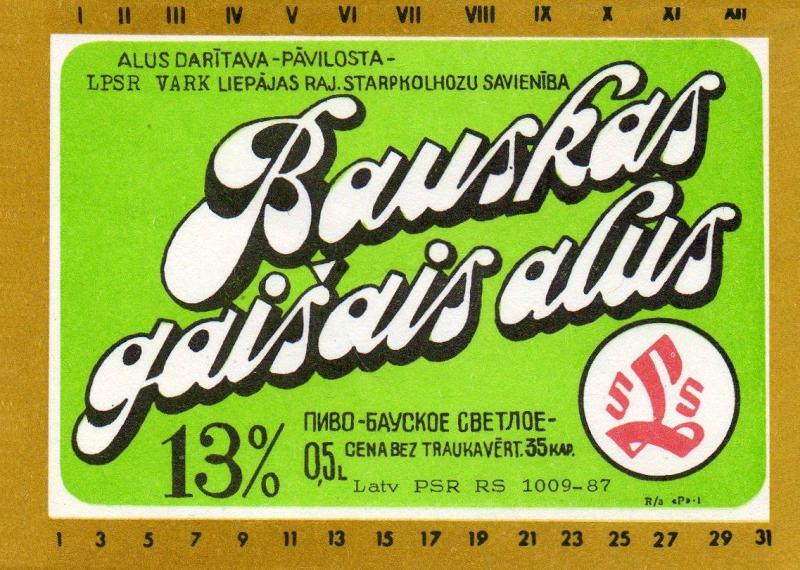 I II III IV V VI VII VIII IX X XI XII
ALUS DARĪTAVA-PĀVILOSTA-
LPSR VARK LIEPĀJAS RAJ. STARPKOLHOZU SAVIENĪBA
Bauskas
gaišais alus
SLPS
13%
ПИВО-БАУСКОЕ СВЕТЛОЕ-
0,5L CENA BEZ TRAUKAVĒRT. 35 KAP.
Latv PSR RS 1009-87
R/a «P»-1
1 3 5 7 9 11 13 15 17 19 21 23 25 27 29 31